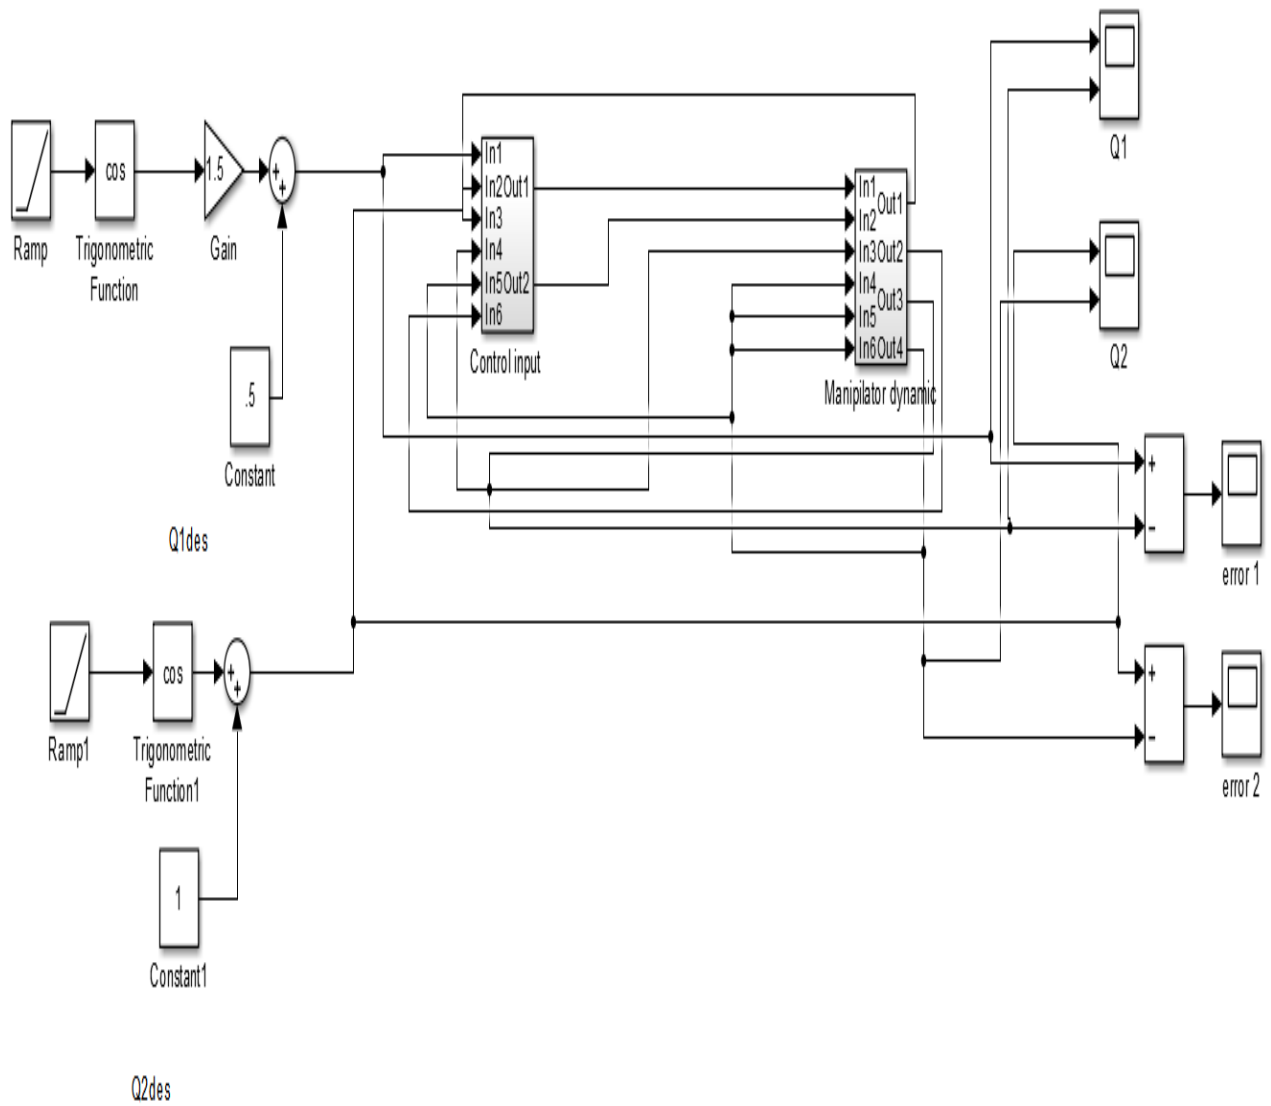 Q1
cos
1.5
+
+
In1
In2Out1
In3
In4
In5Out2
In6
In1
Out1
In2
In3Out2
In4
Out3
In5
In6Out4
Ramp
Trigonometric
Function
Gain
Control input
Manipilator dynamic
Q2
.5
Constant
+
-
Q1des
error 1
cos
+
+
+
-
Ramp1
Trigonometric
Function1
error 2
1
Constant1
Q2des